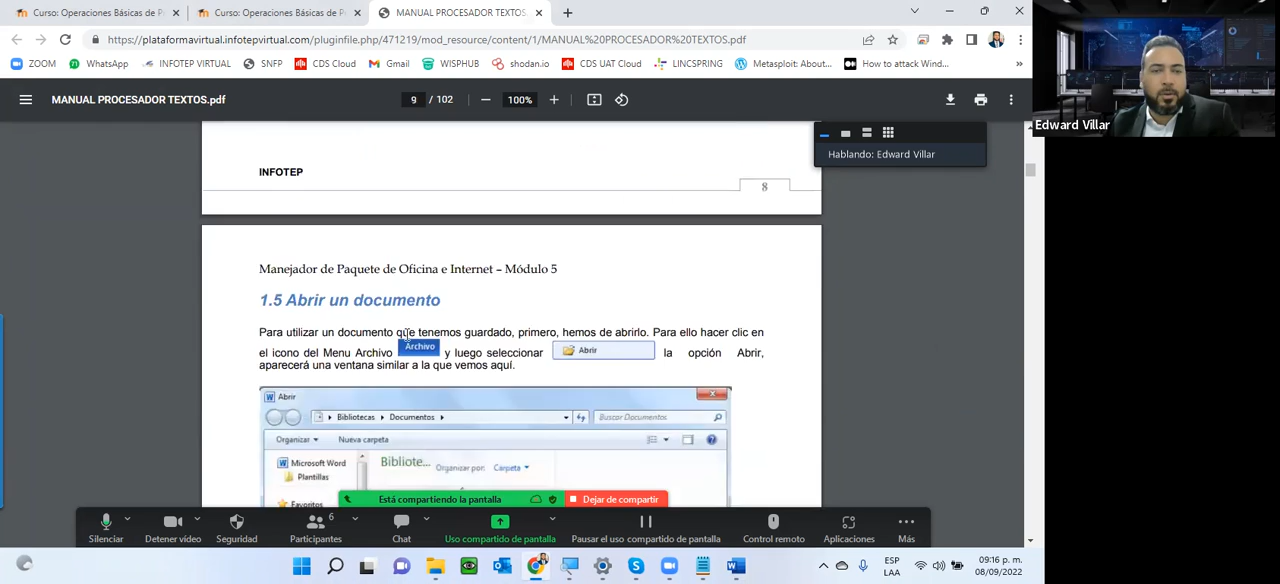 Curso: Operaciones Básicas de P
Curso: Operaciones Básicas de P
MANUAL PROCESADOR TEXTOS.
https://plataformavirtual.infotepvirtual.com/pluginfile.php/471219/mod_resource/content/1/MANUAL%20PROCESADOR%20TEXTOS.pdf
ZOOM
WhatsApp
INFOTEP VIRTUAL
SNFP
CDS Cloud
Gmail
WISPHUB
shodan.io
CDS UAT Cloud
LINCSPRING
Metasploit: About...
How to attack Wind...
MANUAL PROCESADOR TEXTOS.pdf
9 / 102
100%
Edward Villar
Hablando: Edward Villar
INFOTEP
8
Manejador de Paquete de Oficina e Internet – Módulo 5
1.5 Abrir un documento
Para utilizar un documento que tenemos guardado, primero, hemos de abrirlo. Para ello hacer clic en
el icono del Menu Archivo Archivo y luego seleccionar Abrir la opción Abrir,
aparecerá una ventana similar a la que vemos aquí.
Abrir
Bibliotecas Documentos
Buscar Documentos
Organizar Nueva carpeta
Microsoft Word
Bibliote... Organizar por: Carpeta
Plantillas
Favoritos
Está compartiendo la pantalla
Dejar de compartir
6
Silenciar
Detener video
Seguridad
Participantes
Chat
Uso compartido de pantalla
Pausar el uso compartido de pantalla
Control remoto
Aplicaciones
Más
ESP
LAA
09:16 p. m.
08/09/2022